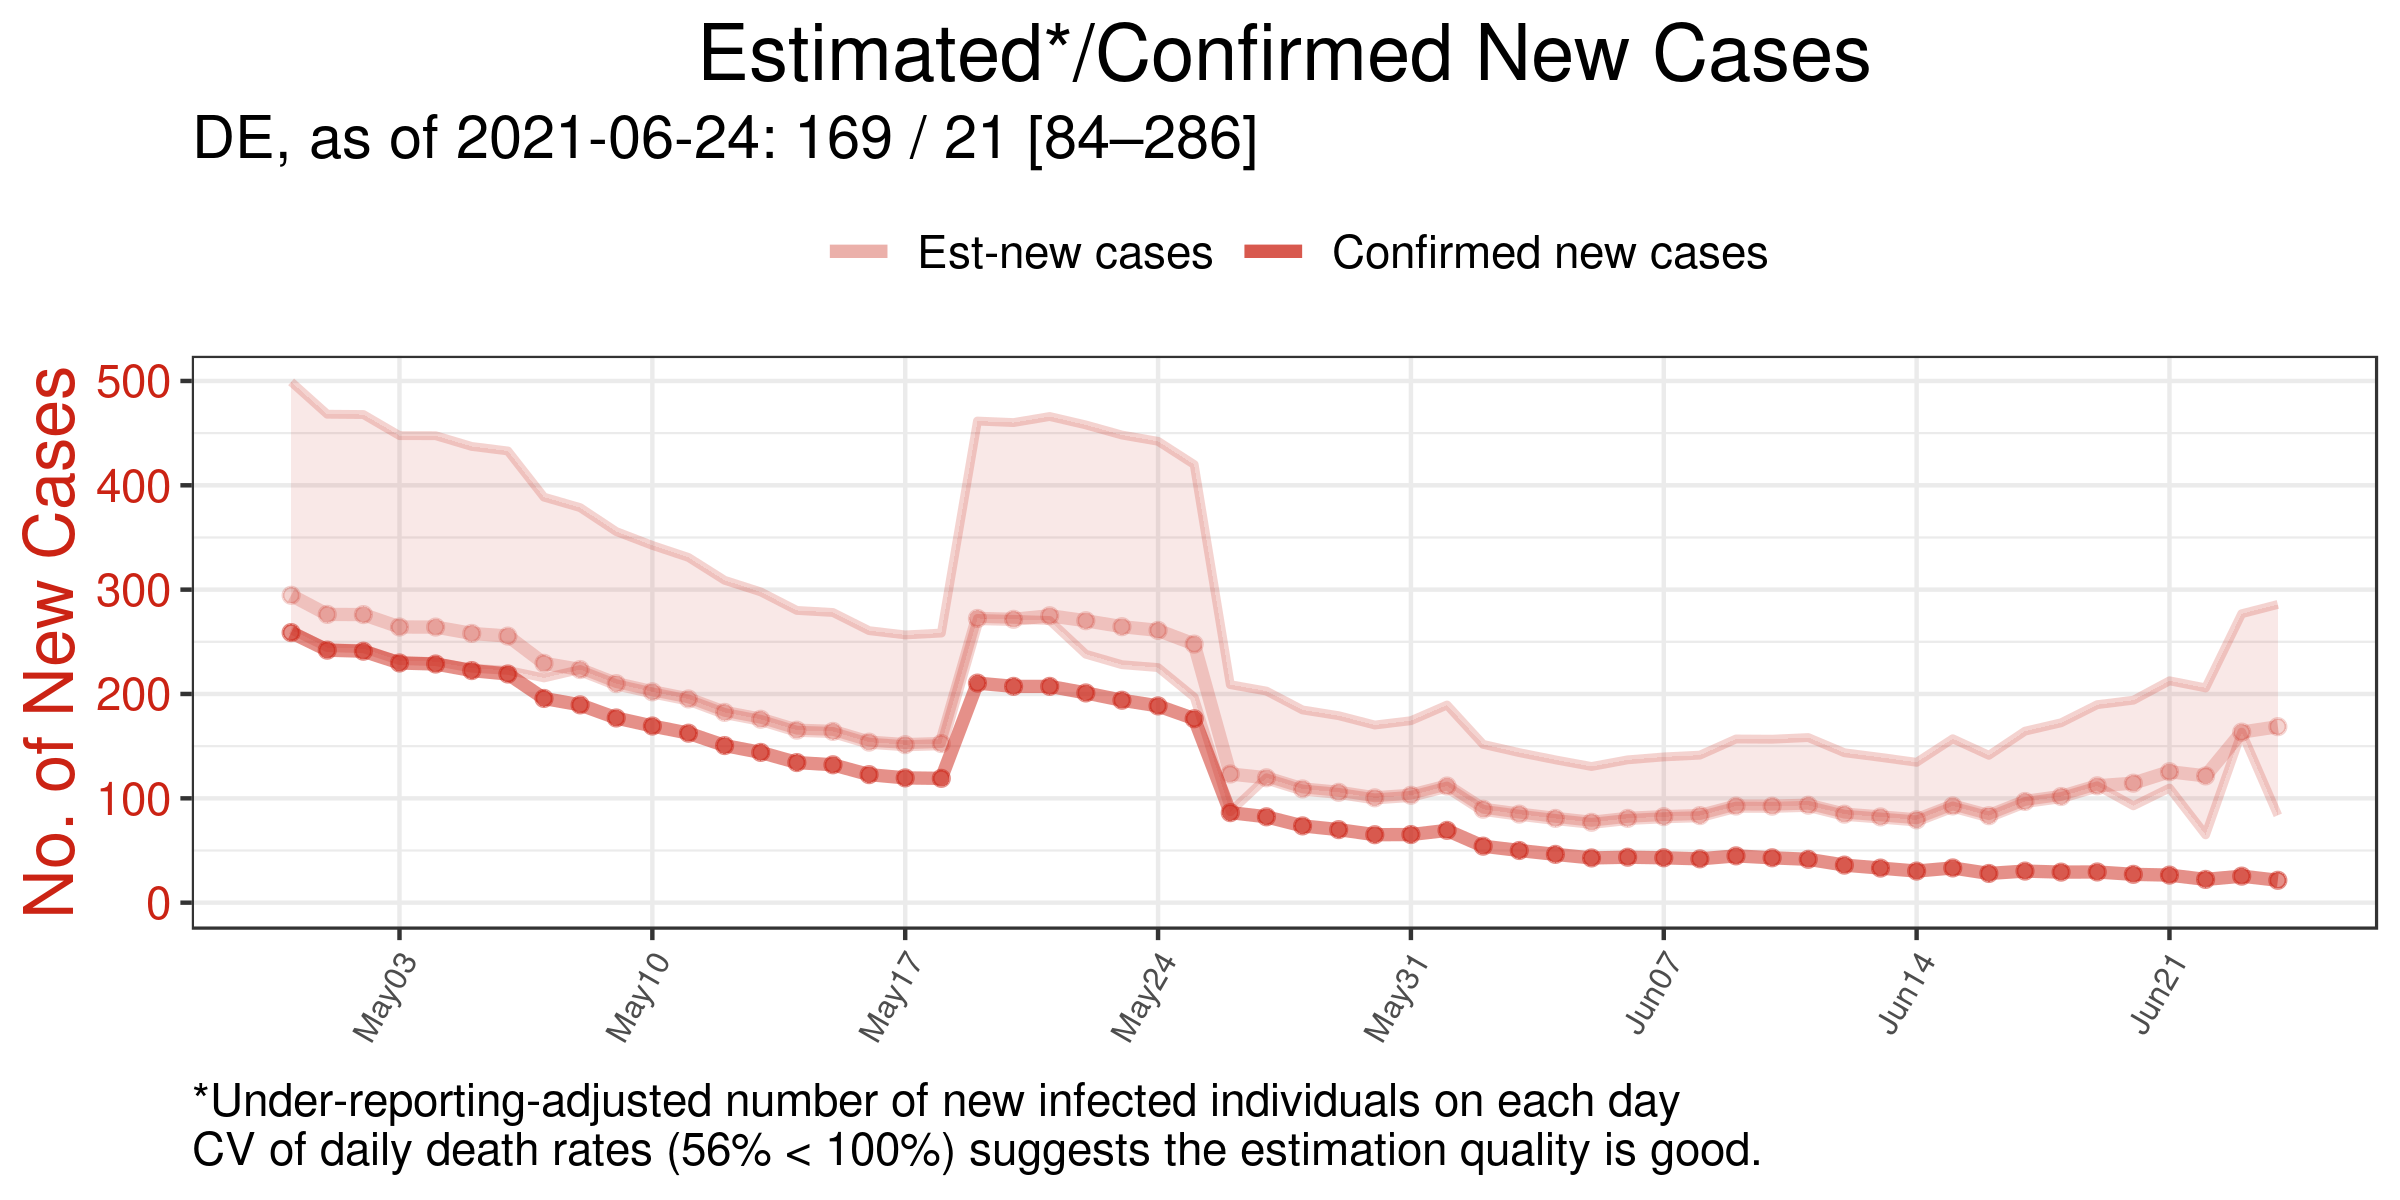 Estimated*/Confirmed New Cases
DE, as of 2021-06-24: 169 / 21 [84–286]
Est-new cases
Confirmed new cases
No. of New Cases
500
400
300
200
100
0
May03
May10
May17
May24
May31
Jun07
Jun14
Jun21
*Under-reporting-adjusted number of new infected individuals on each day
CV of daily death rates (56% < 100%) suggests the estimation quality is good.